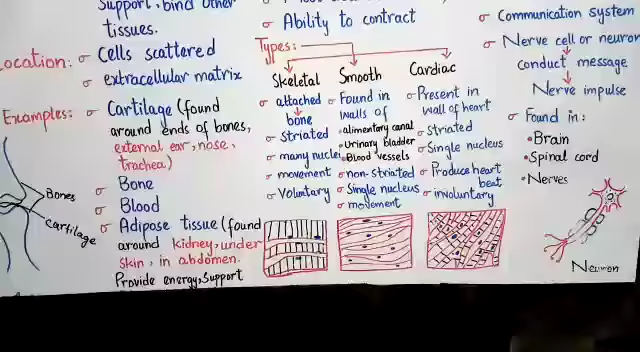 Support, bind other
tissues.
Location: σ Cells scattered
σ extracellular matrix
Examples: σ Cartilage (found
around ends of bones,
external ear, nose,
trachea)
σ Bone
σ Blood
σ Adipose tissue (found
around kidney, under
skin, in abdomen.
Provide energy, support
Bones
Cartilage
σ Ability to contract
Types:
Skeletal
σ attached
bone
σ Striated
σ many nuclei
σ movement
σ Voluntary
Smooth
σ Found in
walls of
• alimentary canal
• Urinary bladder
• Blood vessels
σ non-striated
σ Single nucleus
σ movement
Cardiac
σ Present in
wall of heart
σ Striated
σ Single nucleus
σ Produce heart
beat
σ involuntary
σ Communication system
σ Nerve cell or neuron
conduct message
Nerve impulse
σ Found in:
• Brain
• Spinal cord
• Nerves
Neuron